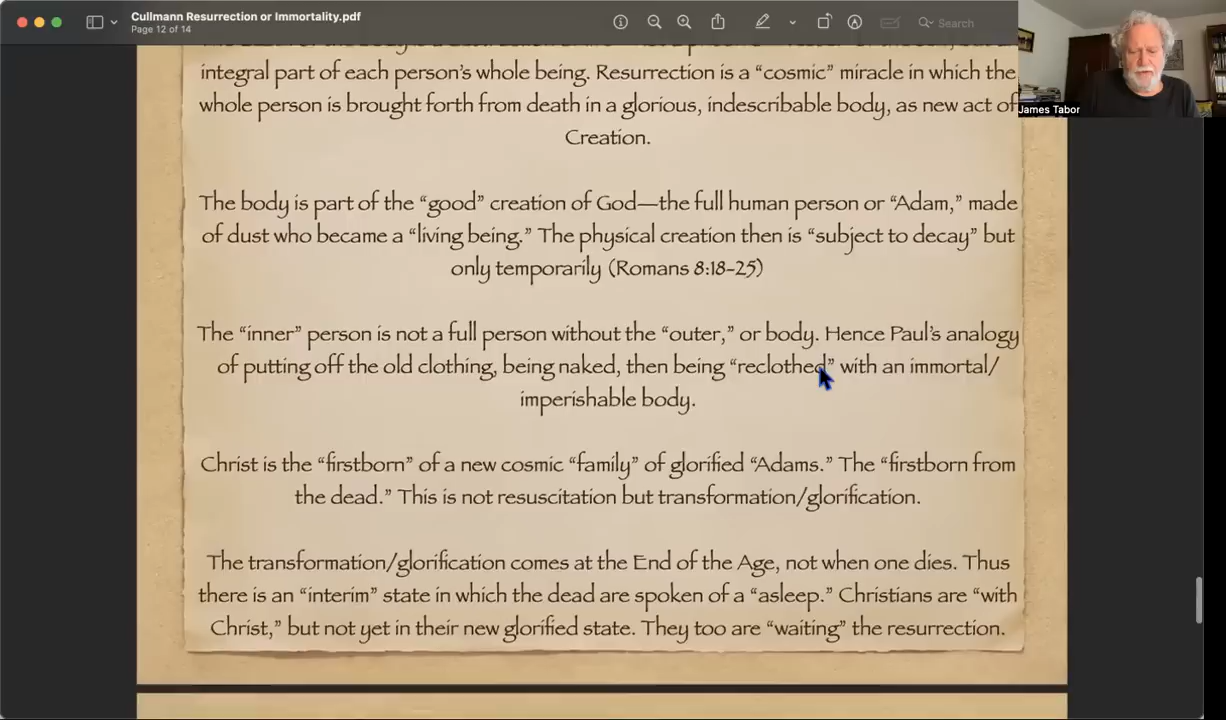 Cullmann Resurrection or Immortality.pdf
Page 12 of 14
Search
James Tabor
integral part of each person's whole being. Resurrection is a “cosmic” miracle in which the
whole person is brought forth from death in a glorious, indescribable body, as new act of
Creation.
The body is part of the “good” creation of God—the full human person or “Adam,” made
of dust who became a “living being.” The physical creation then is “subject to decay” but
only temporarily (Romans 8:18-25)
The “inner” person is not a full person without the “outer,” or body. Hence Paul's analogy
of putting off the old clothing, being naked, then being “reclothed” with an immortal/
imperishable body.
Christ is the “firstborn” of a new cosmic “family” of glorified “Adams.” The “firstborn from
the dead.” This is not resuscitation but transformation/glorification.
The transformation/glorification comes at the End of the Age, not when one dies. Thus
there is an “interim” state in which the dead are spoken of a “asleep.” Christians are “with
Christ,” but not yet in their new glorified state. They too are “waiting” the resurrection.